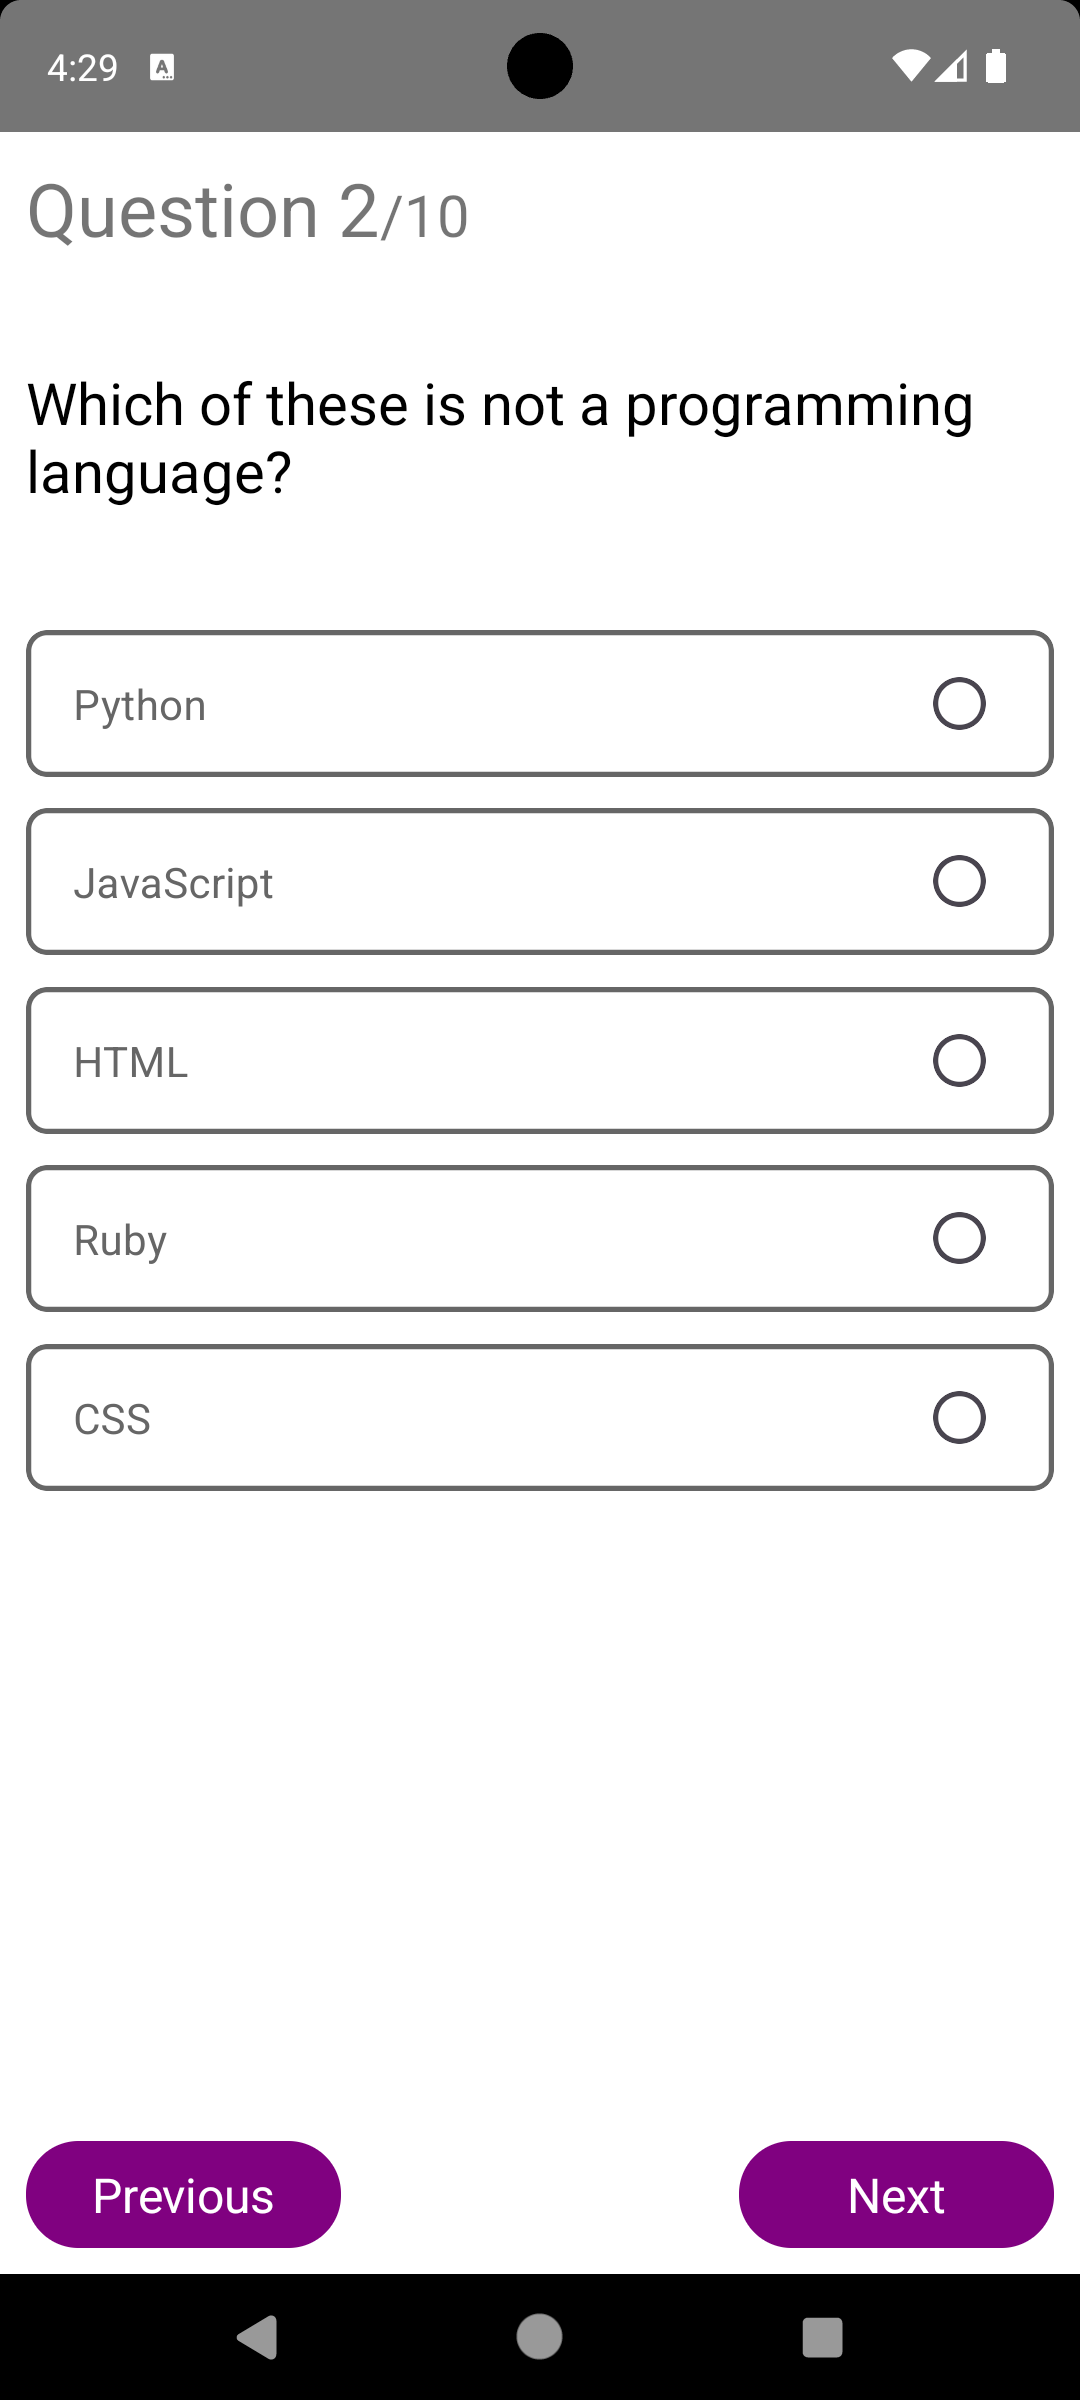 4:29
Question 2/10
Which of these is not a programming
language?
Python
JavaScript
HTML
Ruby
CSS
Previous
Next